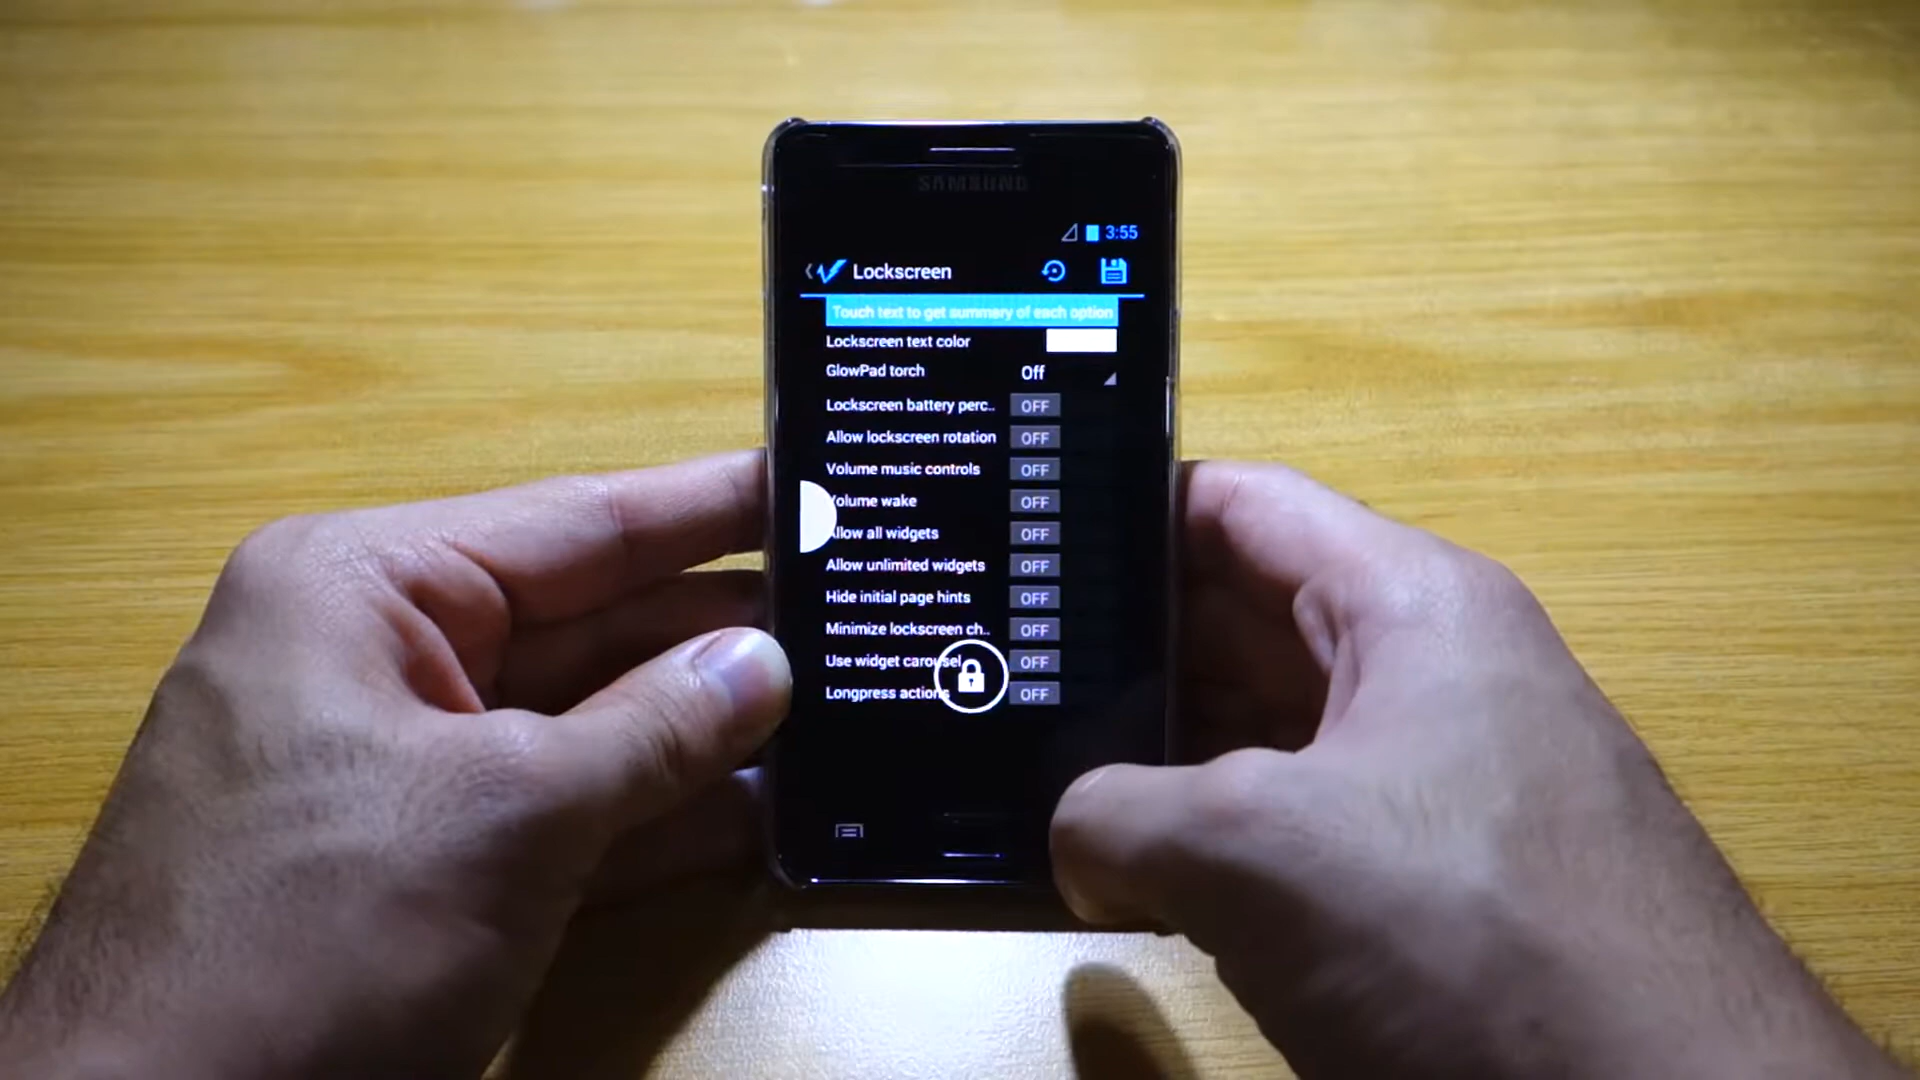 SAMSUNG
3:55
Lockscreen
Touch text to get summary of each option
Lockscreen text color
GlowPad torch Off
Lockscreen battery perc.. OFF
Allow lockscreen rotation OFF
Volume music controls OFF
Volume wake OFF
Allow all widgets OFF
Allow unlimited widgets OFF
Hide initial page hints OFF
Minimize lockscreen ch.. OFF
Use widget carousel OFF
Longpress actions OFF